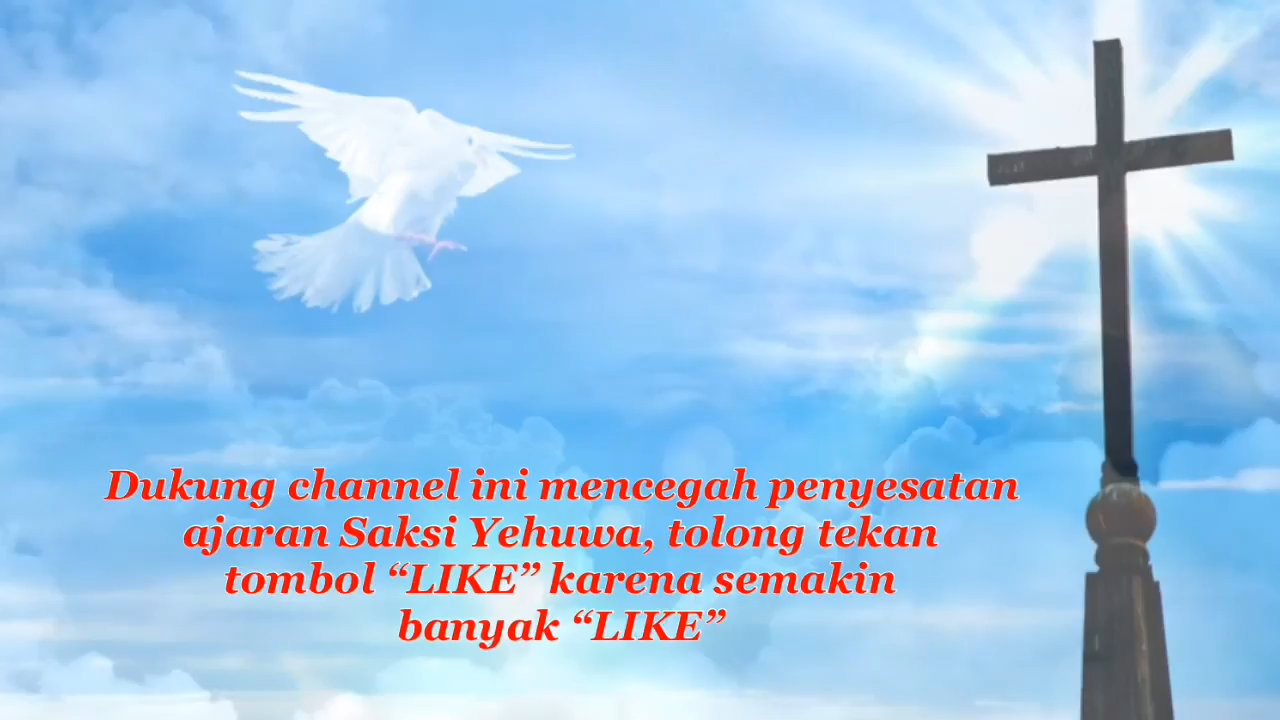 Dukung channel ini mencegah penyesatan
ajaran Saksi Yehuwa, tolong tekan
tombol “LIKE” karena semakin
banyak “LIKE”